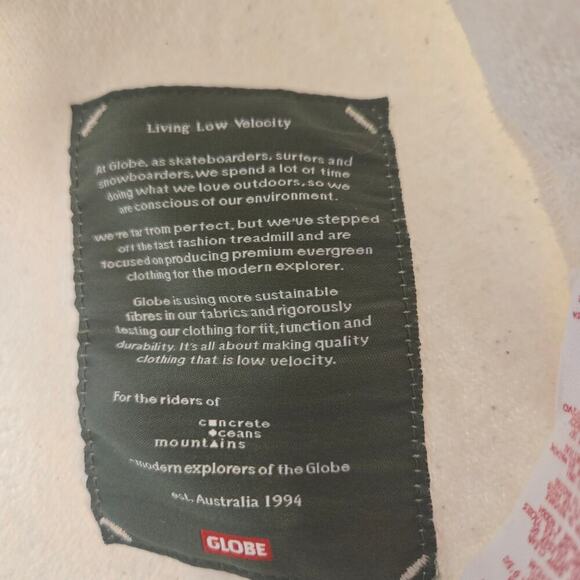 Living Low Velocity
At Globe, as skateboarders, surfers and
snowboarders, we spend a lot of time
doing what we love outdoors, so we
are conscious of our environment.
we're far from perfect, but we've stepped
off the fast fashion treadmill and are
focused on producing premium evergreen
clothing for the modern explorer.
Globe is using more sustainable
fibres in our fabrics and rigorously
testing our clothing for fit, function and
durability. It's all about making quality
clothing that is low velocity.
For the riders of
c■ncrete
●ceans
mount▲ins
modern explorers of the Globe
est. Australia 1994
GLOBE